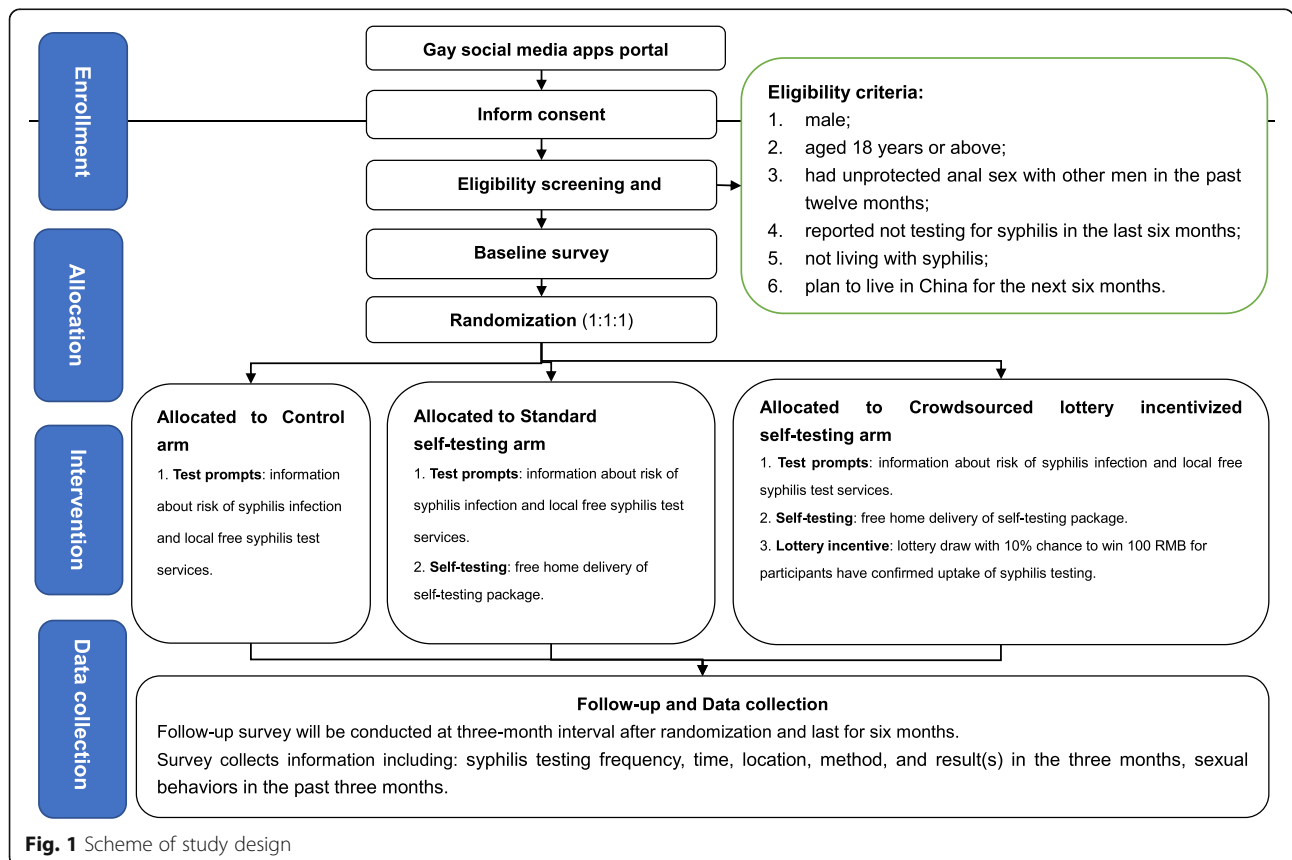 Enrollment
Gay social media apps portal
Inform consent
Eligibility screening and
Eligibility criteria:
1. male;
2. aged 18 years or above;
3. had unprotected anal sex with other men in the past
twelve months;
4. reported not testing for syphilis in the last six months;
5. not living with syphilis;
6. plan to live in China for the next six months.
Allocation
Baseline survey
Randomization (1:1:1)
Intervention
Allocated to Control
arm
1. Test prompts: information
about risk of syphilis infection
and local free syphilis test
services.
Allocated to Standard
self-testing arm
1. Test prompts: information about risk of
syphilis infection and local free syphilis test
services.
2. Self-testing: free home delivery of
self-testing package.
Allocated to Crowdsourced lottery incentivized
self-testing arm
1. Test prompts: information about risk of syphilis infection and local free
syphilis test services.
2. Self-testing: free home delivery of self-testing package.
3. Lottery incentive: lottery draw with 10% chance to win 100 RMB for
participants have confirmed uptake of syphilis testing.
Data collection
Follow-up and Data collection
Follow-up survey will be conducted at three-month interval after randomization and last for six months.
Survey collects information including: syphilis testing frequency, time, location, method, and result(s) in the three months, sexual
behaviors in the past three months.
Fig. 1 Scheme of study design